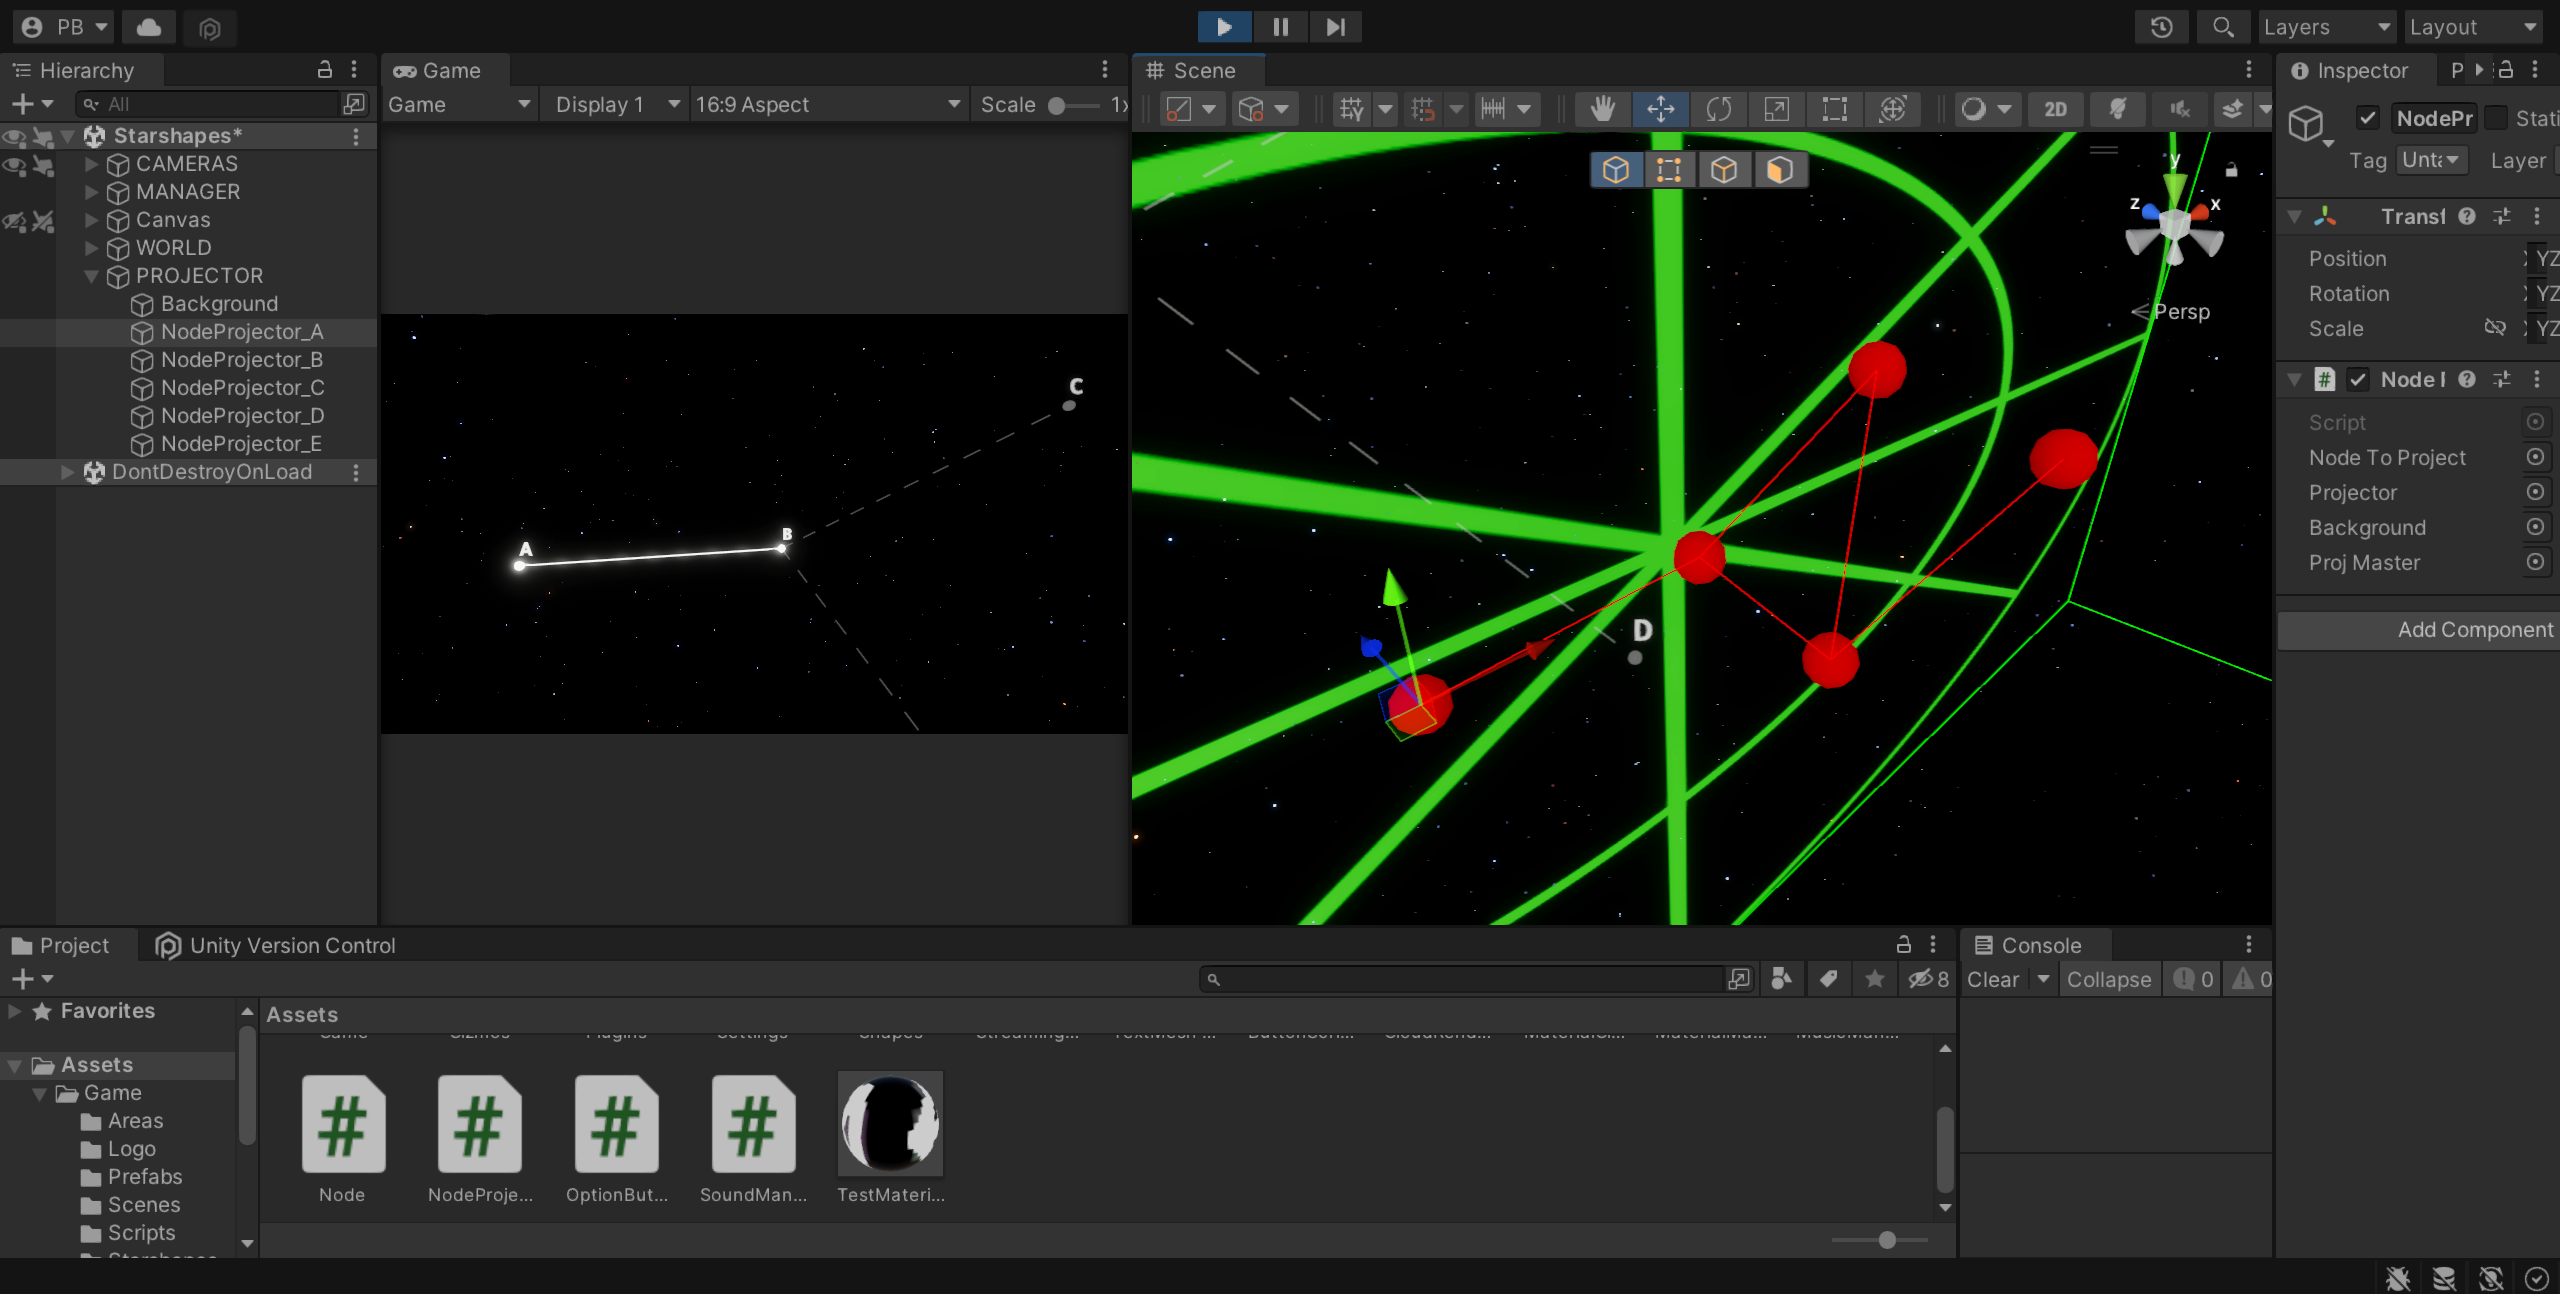 PB
Layers
Layout
Hierarchy
All
Starshapes*
CAMERAS
MANAGER
Canvas
WORLD
PROJECTOR
Background
NodeProjector_A
NodeProjector_B
NodeProjector_C
NodeProjector_D
NodeProjector_E
DontDestroyOnLoad
Game
Game
Display 1
16:9 Aspect
Scale
1x
C
B
A
Scene
2D
y
z
x
Persp
D
Inspector
P
NodePr
Stati
Tag
Layer
Transf
Position
YZ
Rotation
YZ
Scale
YZ
Script
Node To Project
Projector
Background
Proj Master
Add Component
Project
Unity Version Control
8
Favorites
Assets
Game
Areas
Logo
Prefabs
Scenes
Scripts
Assets
Node
NodeProje...
OptionBut...
SoundMan...
TestMateri...
Console
Clear
Collapse
0
0